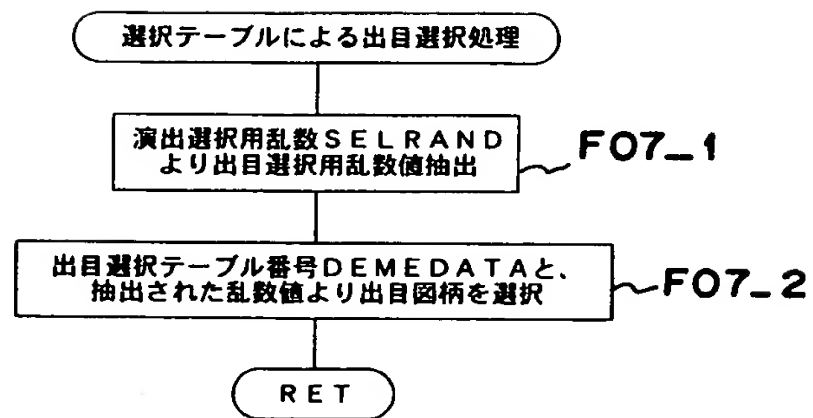 選択テーブルによる出目選択処理
演出選択用乱数SELRAND
より出目選択用乱数値抽出
F07_1
出目選択テーブル番号DEMEDATAと、
抽出された乱数値より出目図柄を選択
F07_2
RET